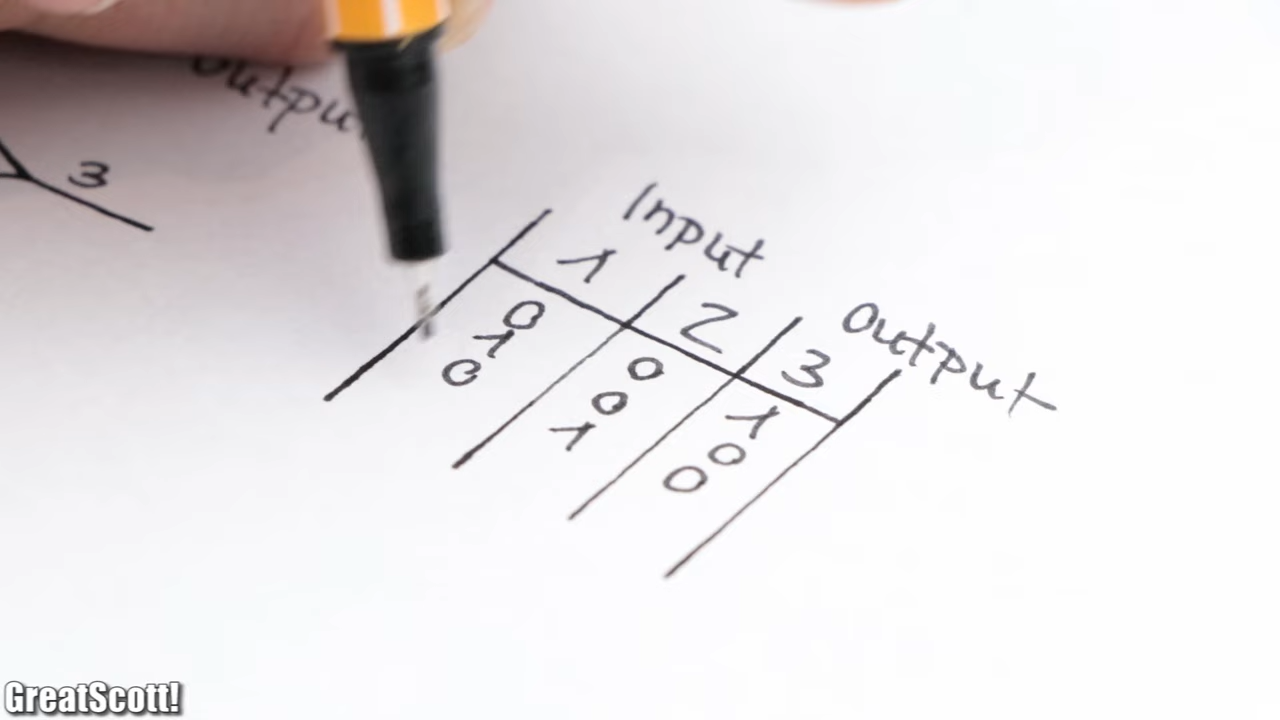 Output
3
Input
Output
1 2 3
0 0 1
1 0 0
0 1 0
GreatScott!